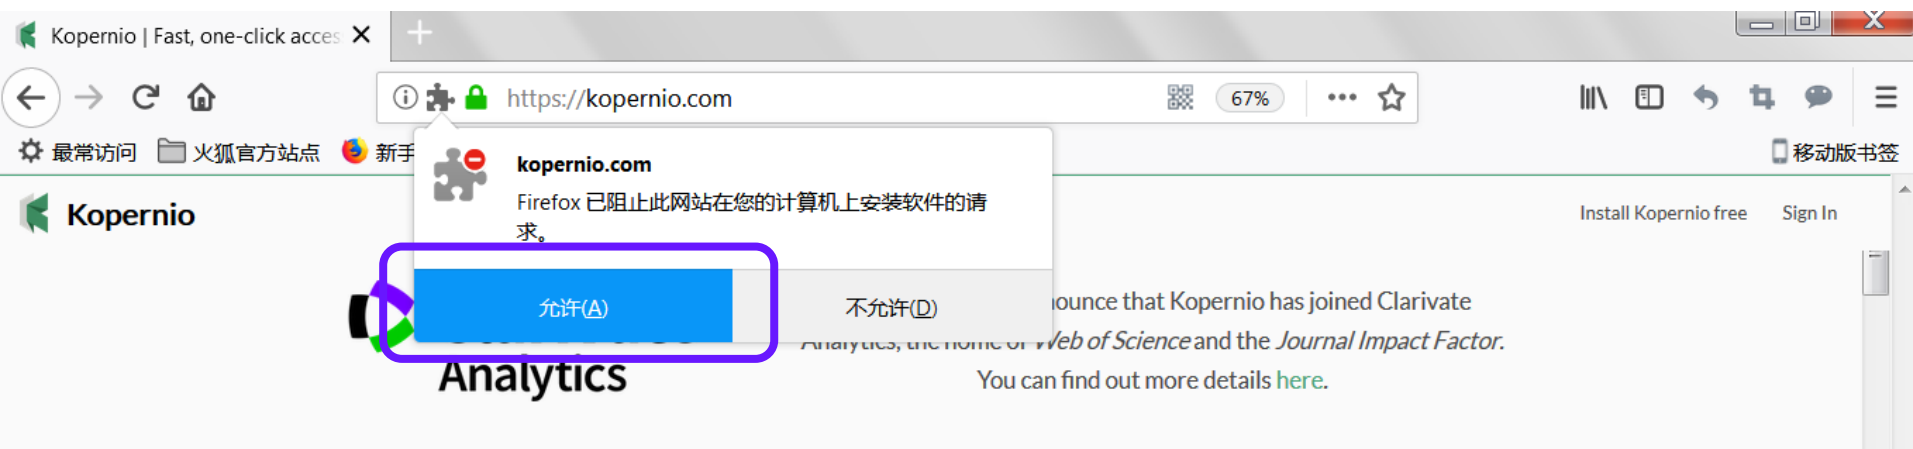 Kopernio | Fast, one-click acces
https://kopernio.com
67%
最常访问 火狐官方站点 新手
移动版书签
kopernio.com
Firefox 已阻止此网站在您的计算机上安装软件的请
求。
允许(A) 不允许(D)
Kopernio
Install Kopernio free Sign In
Analytics
ounce that Kopernio has joined Clarivate
Analytics, the home of Web of Science and the Journal Impact Factor.
You can find out more details here.